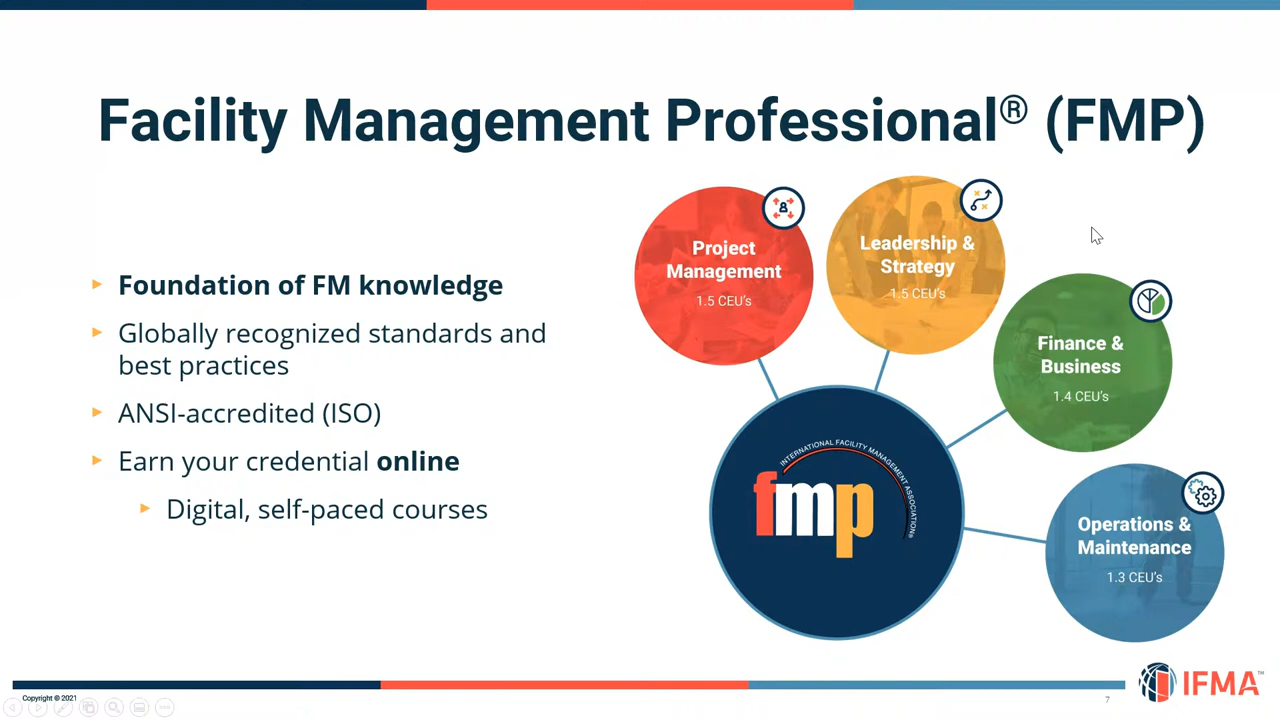 Facility Management Professional® (FMP)
Foundation of FM knowledge
Globally recognized standards and
best practices
ANSI-accredited (ISO)
Earn your credential online
Digital, self-paced courses
Project
Management
1.5 CEU's
Leadership &
Strategy
1.5 CEU's
Finance &
Business
1.4 CEU's
Operations &
Maintenance
1.3 CEU's
INTERNATIONAL FACILITY MANAGEMENT ASSOCIATION®
fmp
Copyright © 2021
7
IFMA™